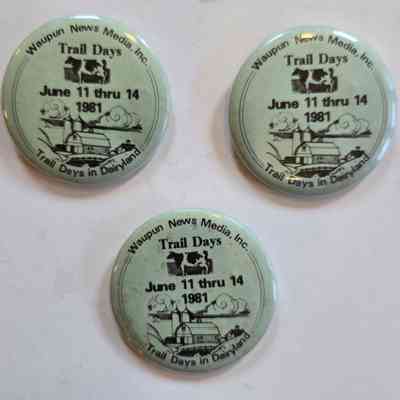 Waupun News Media, Inc.
Trail Days
June 11 thru 14
1981
Trail Days in Dairyland
Waupun News Media, Inc.
Trail Days
June 11 thru 14
1981
Trail Days in Dairyland
Waupun News Media, Inc.
Trail Days
June 11 thru 14
1981
Trail Days in Dairyland